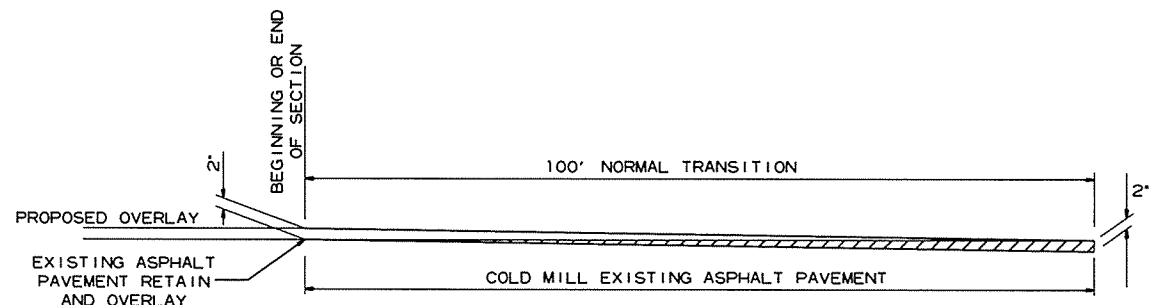 BEGINNING OR END
OF SECTION
2"
100' NORMAL TRANSITION
2"
PROPOSED OVERLAY
EXISTING ASPHALT
PAVEMENT RETAIN
AND OVERLAY
COLD MILL EXISTING ASPHALT PAVEMENT